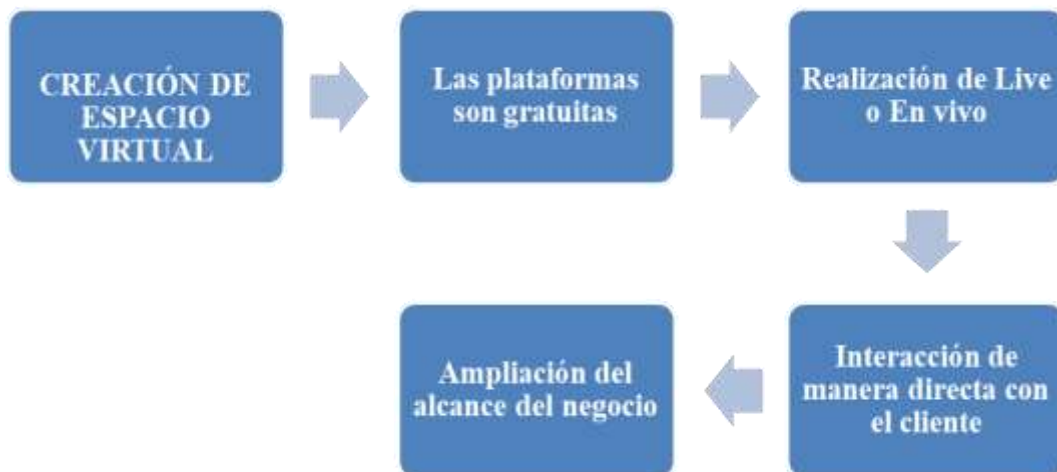 CREACIÓN DE
ESPACIO
VIRTUAL
Las plataformas
son gratuitas
Realización de Live
o En vivo
Interacción de
manera directa con
el cliente
Ampliación del
alcance del negocio